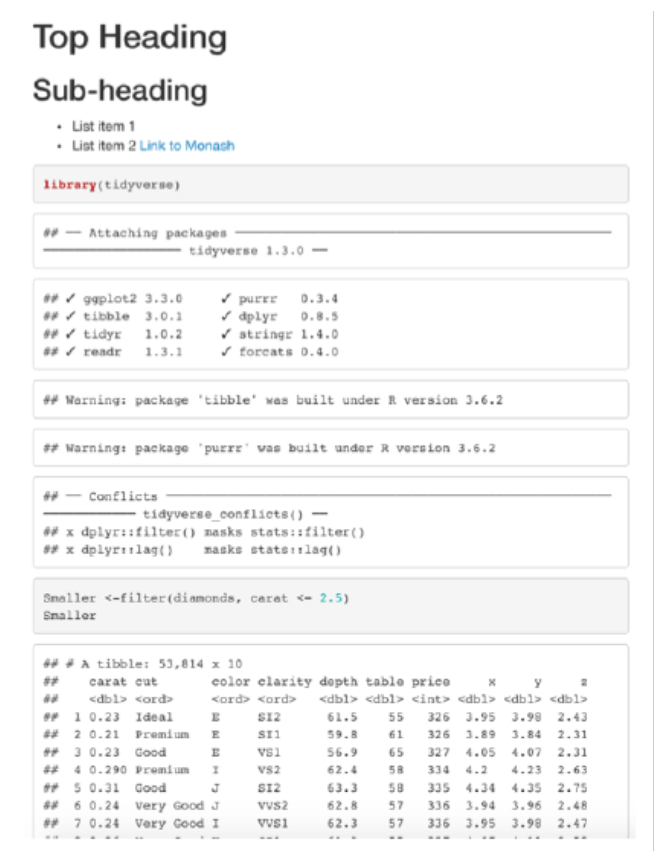 Top Heading
Sub-heading
• List item 1
• List item 2 Link to Monash
library(tidyverse)
## — Attaching packages ———————————————
——————— tidyverse 1.3.0 —
## ✓ ggplot2 3.3.0     ✓ purrr   0.3.4
## ✓ tibble  3.0.1     ✓ dplyr   0.8.5
## ✓ tidyr   1.0.2     ✓ stringr 1.4.0
## ✓ readr   1.3.1     ✓ forcats 0.4.0
## Warning: package 'tibble' was built under R version 3.6.2
## Warning: package 'purrr' was built under R version 3.6.2
## — Conflicts ———————————————
——————— tidyverse_conflicts() —
## x dplyr::filter() masks stats::filter()
## x dplyr::lag()    masks stats::lag()
Smaller <-filter(diamonds, carat <= 2.5)
Smaller
## # A tibble: 53,814 x 10
##    carat cut       color clarity depth table price     x     y     z
##    <dbl> <ord>     <ord> <ord>   <dbl> <dbl> <int> <dbl> <dbl> <dbl>
##  1 0.23  Ideal     E     SI2      61.5    55   326  3.95  3.98  2.43
##  2 0.21  Premium   E     SI1      59.8    61   326  3.89  3.84  2.31
##  3 0.23  Good      E     VS1      56.9    65   327  4.05  4.07  2.31
##  4 0.290 Premium   I     VS2      62.4    58   334  4.2   4.23  2.63
##  5 0.31  Good      J     SI2      63.3    58   335  4.34  4.35  2.75
##  6 0.24  Very Good J     VVS2     62.8    57   336  3.94  3.96  2.48
##  7 0.24  Very Good I     VVS1     62.3    57   336  3.95  3.98  2.47